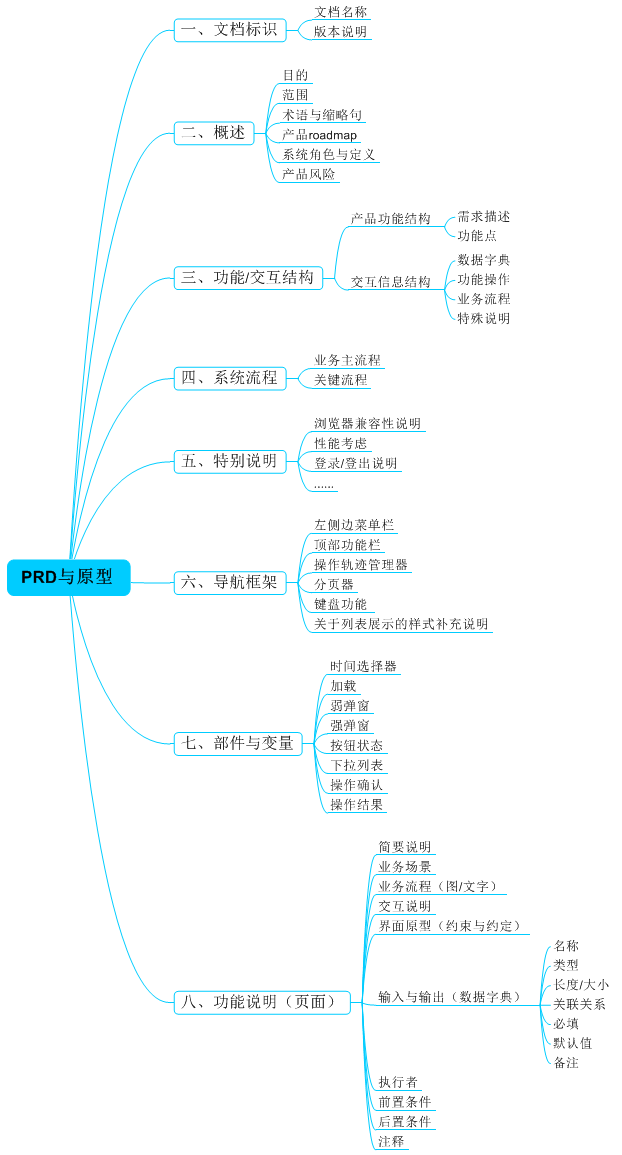 PRD与原型
一、文档标识
文档名称
版本说明
二、概述
目的
范围
术语与缩略句
产品roadmap
系统角色与定义
产品风险
三、功能/交互结构
产品功能结构
需求描述
功能点
交互信息结构
数据字典
功能操作
业务流程
特殊说明
四、系统流程
业务主流程
关键流程
五、特别说明
浏览器兼容性说明
性能考虑
登录/登出说明
......
六、导航框架
左侧边菜单栏
顶部功能栏
操作轨迹管理器
分页器
键盘功能
关于列表展示的样式补充说明
七、部件与变量
时间选择器
加载
弱弹窗
强弹窗
按钮状态
下拉列表
操作确认
操作结果
八、功能说明（页面）
简要说明
业务场景
业务流程（图/文字）
交互说明
界面原型（约束与约定）
输入与输出（数据字典）
名称
类型
长度/大小
关联关系
必填
默认值
备注
执行者
前置条件
后置条件
注释